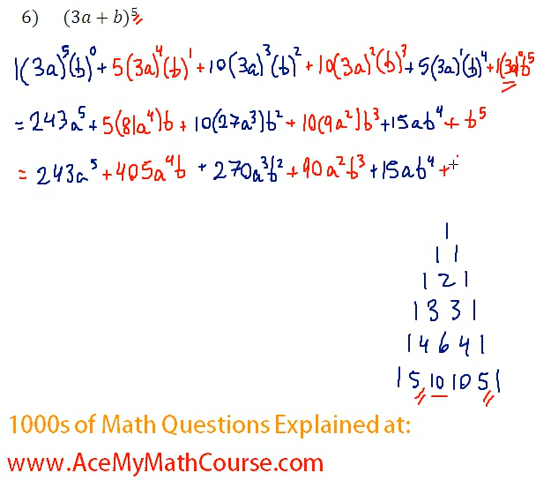 6) (3a + b)⁵
1(3a)⁵(b)⁰ + 5(3a)⁴(b)¹ + 10(3a)³(b)² + 10(3a)²(b)³ + 5(3a)¹(b)⁴ + 1(3a)⁰b⁵
= 243a⁵ + 5(81a⁴)b + 10(27a³)b² + 10(9a²)b³ + 15ab⁴ + b⁵
= 243a⁵ + 405a⁴b + 270a³b² + 90a²b³ + 15ab⁴ +
1
1 1
1 2 1
1 3 3 1
1 4 6 4 1
1 5 10 10 5 1
1000s of Math Questions Explained at:
www.AceMyMathCourse.com